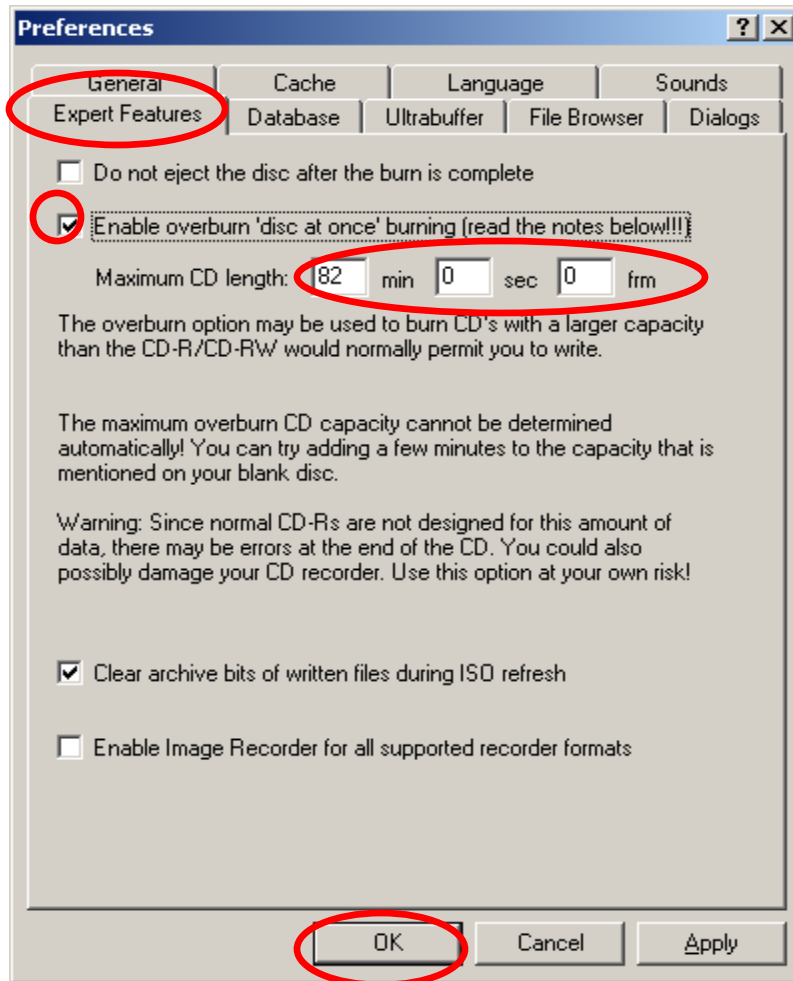 Preferences
General Cache Language Sounds
Expert Features Database Ultrabuffer File Browser Dialogs
Do not eject the disc after the burn is complete
Enable overburn 'disc at once' burning (read the notes below!!!)
Maximum CD length: 82 min 0 sec 0 frm
The overburn option may be used to burn CD's with a larger capacity
than the CD-R/CD-RW would normally permit you to write.
The maximum overburn CD capacity cannot be determined
automatically! You can try adding a few minutes to the capacity that is
mentioned on your blank disc.
Warning: Since normal CD-Rs are not designed for this amount of
data, there may be errors at the end of the CD. You could also
possibly damage your CD recorder. Use this option at your own risk!
Clear archive bits of written files during ISO refresh
Enable Image Recorder for all supported recorder formats
OK Cancel Apply